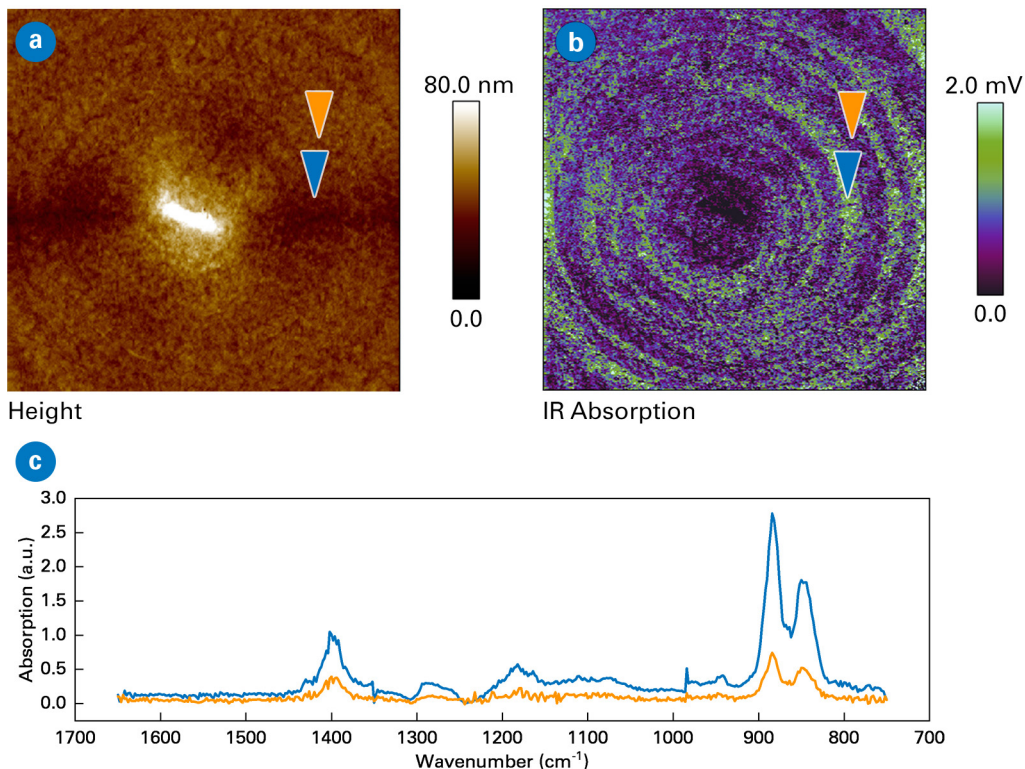 a
b
80.0 nm
0.0
2.0 mV
0.0
Height
IR Absorption
c
3.0
2.5
2.0
1.5
1.0
0.5
0.0
Absorption (a.u.)
1700 1600 1500 1400 1300 1200 1100 1000 900 800 700
Wavenumber (cm⁻¹)